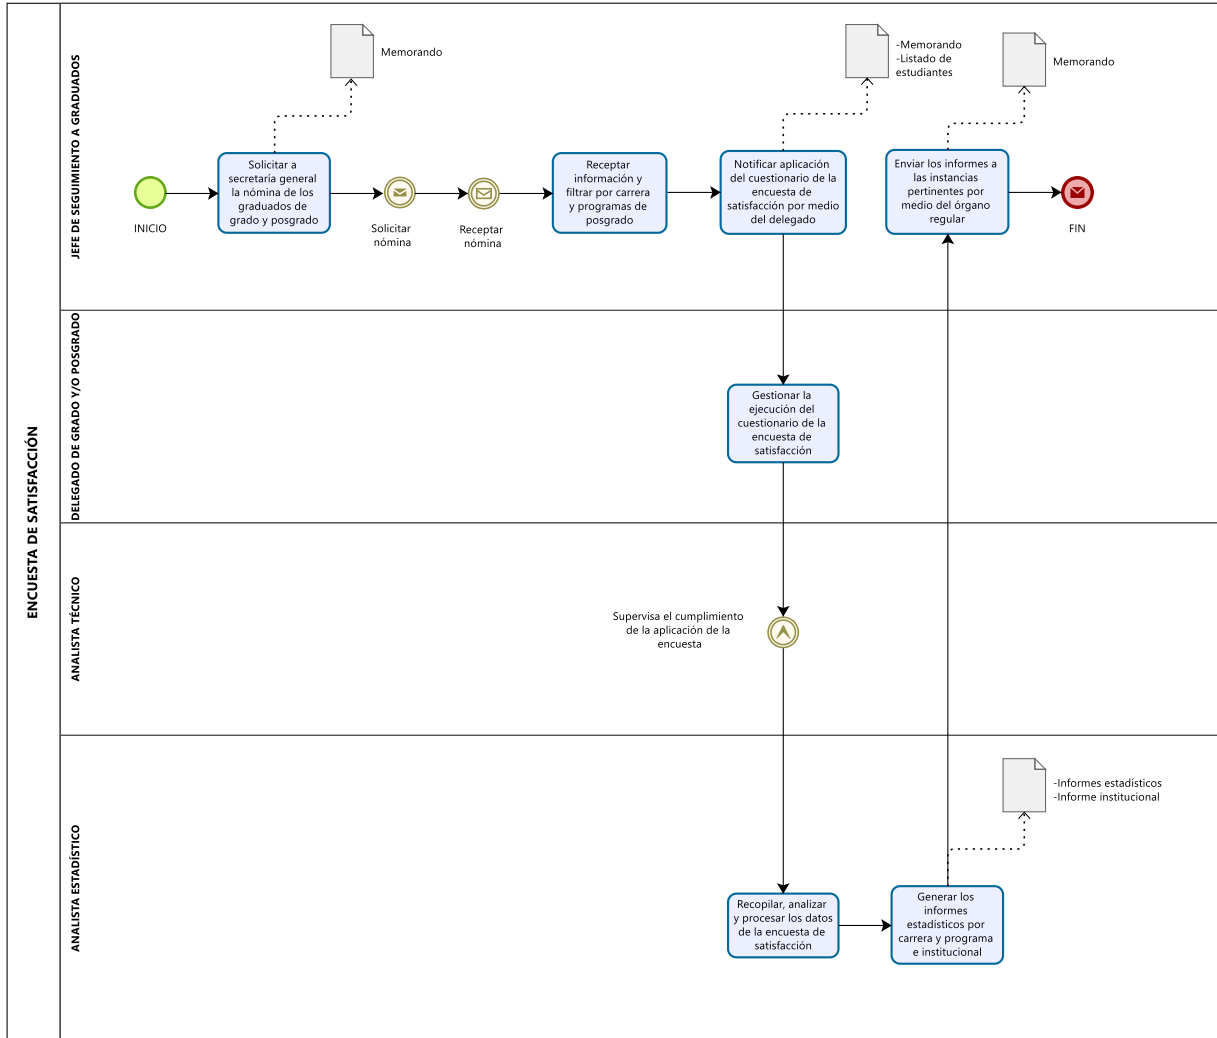 ENCUESTA DE SATISFACCIÓN
JEFE DE SEGUIMIENTO A GRADUADOS
Memorando
-Memorando
-Listado de
estudiantes
Memorando
INICIO
Solicitar a
secretaría general
la nómina de los
graduados de
grado y posgrado
Solicitar
nómina
Receptar
nómina
Receptar
información y
filtrar por carrera
y programas de
posgrado
Notificar aplicación
del cuestionario de la
encuesta de
satisfacción por medio
del delegado
Enviar los informes a
las instancias
pertinentes por
medio del órgano
regular
FIN
DELEGADO DE GRADO Y/O POSGRADO
Gestionar la
ejecución del
cuestionario de la
encuesta de
satisfacción
ANALISTA TÉCNICO
Supervisa el cumplimiento
de la aplicación de la
encuesta
ANALISTA ESTADÍSTICO
-Informes estadísticos
-Informe institucional
Recopilar, analizar
y procesar los datos
de la encuesta de
satisfacción
Generar los
informes
estadísticos por
carrera y programa
e institucional